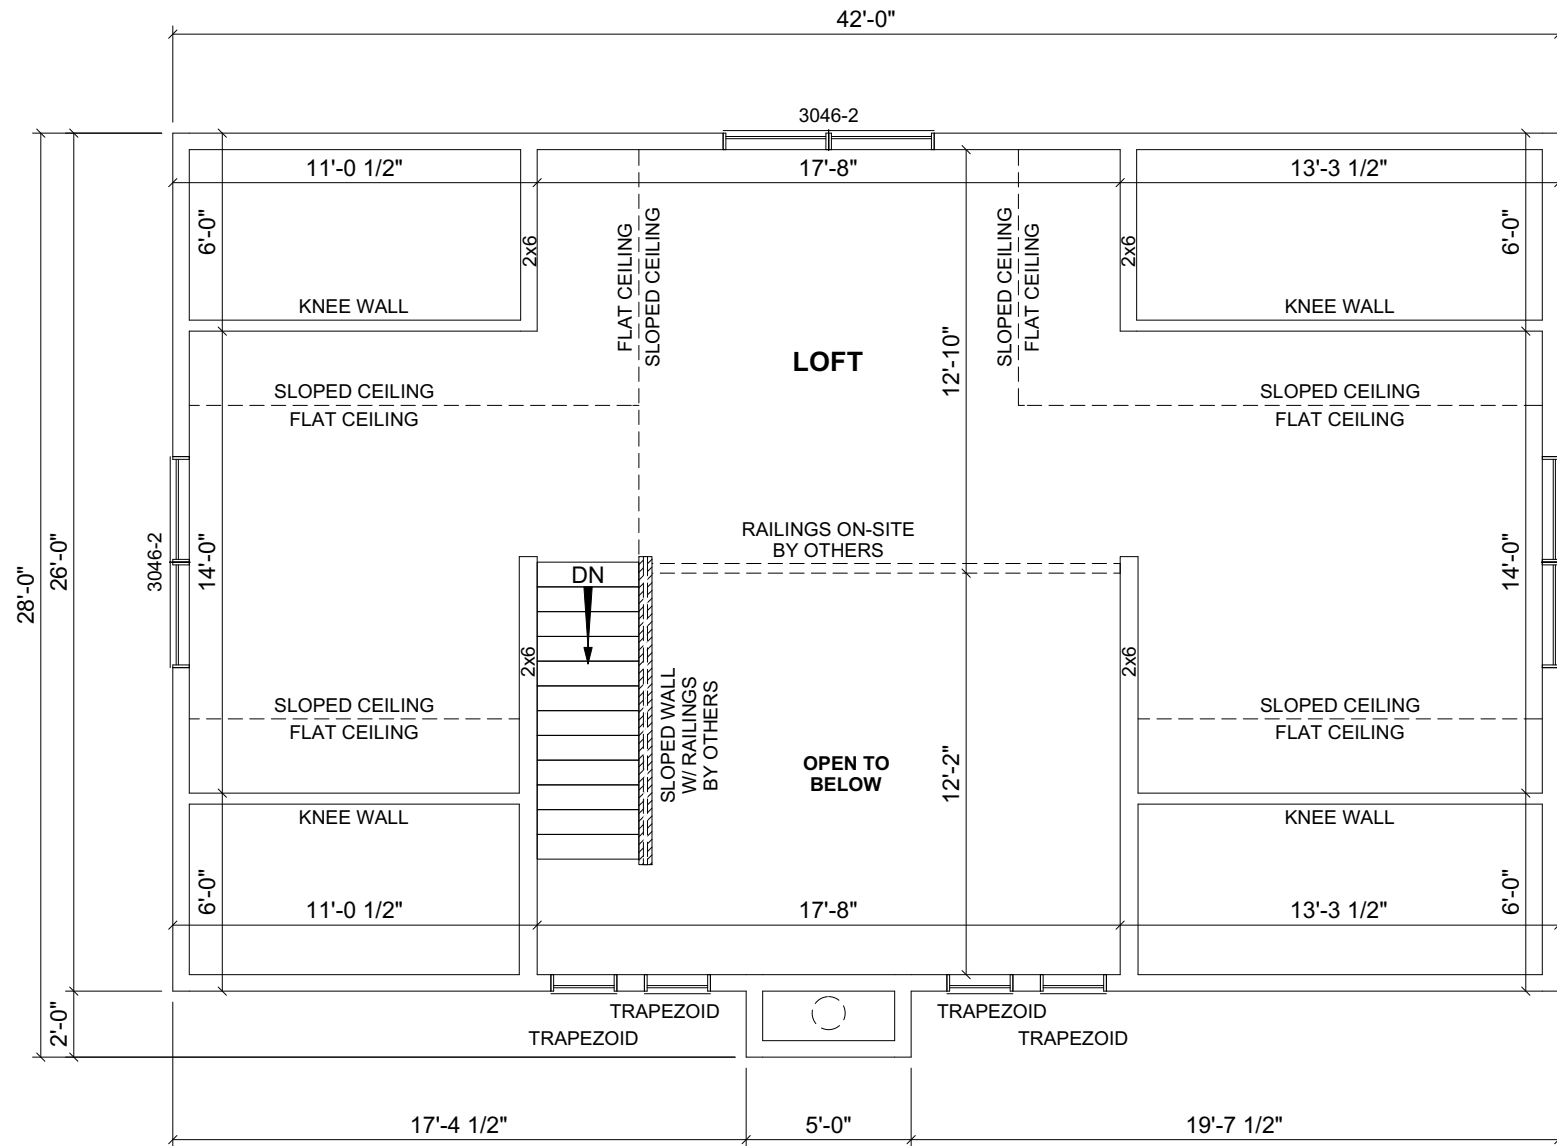 42'-0"
3046-2
11'-0 1/2"
17'-8"
13'-3 1/2"
6'-0"
2x6
FLAT CEILING
SLOPED CEILING
SLOPED CEILING
FLAT CEILING
2x6
6'-0"
KNEE WALL
KNEE WALL
LOFT
12'-10"
SLOPED CEILING
FLAT CEILING
SLOPED CEILING
FLAT CEILING
28'-0"
26'-0"
3046-2
14'-0"
RAILINGS ON-SITE
BY OTHERS
14'-0"
DN
2x6
SLOPED WALL
W/ RAILINGS
BY OTHERS
2x6
SLOPED CEILING
FLAT CEILING
SLOPED CEILING
FLAT CEILING
OPEN TO
BELOW
12'-2"
KNEE WALL
KNEE WALL
6'-0"
6'-0"
11'-0 1/2"
17'-8"
13'-3 1/2"
2'-0"
TRAPEZOID
TRAPEZOID
TRAPEZOID
TRAPEZOID
17'-4 1/2"
5'-0"
19'-7 1/2"